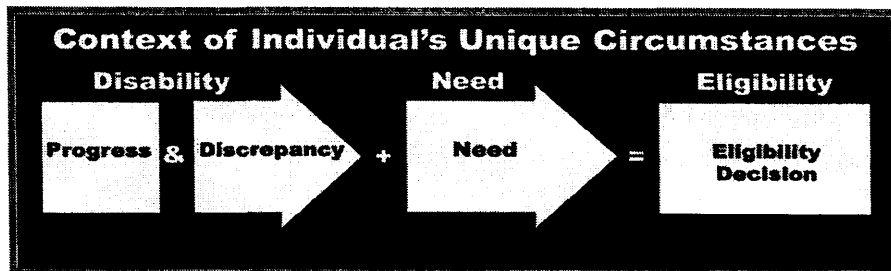 Context of Individual's Unique Circumstances
Disability Need Eligibility
Progress & Discrepancy + Need = Eligibility
Decision